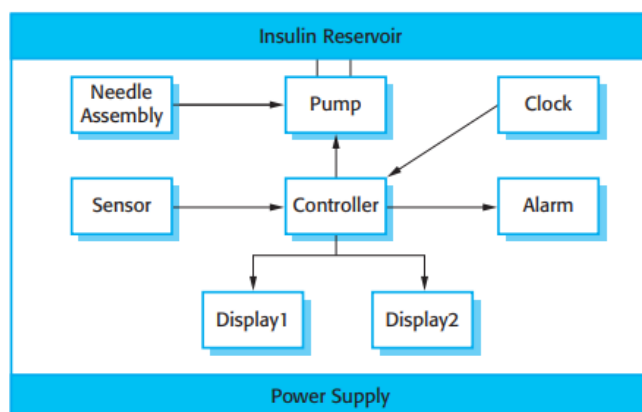 Insulin Reservoir
Needle
Assembly
Pump
Clock
Sensor
Controller
Alarm
Display1
Display2
Power Supply